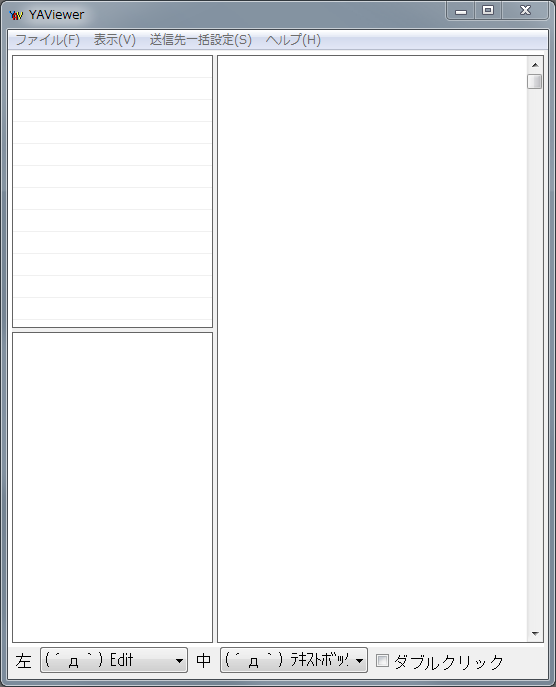 YAViewer
ファイル(F) 表示(V) 送信先一括設定(S) ヘルプ(H)
左 (´д｀) Edit 中 (´д｀) ﾃｷｽﾄﾎﾞｯｸ ダブルクリック